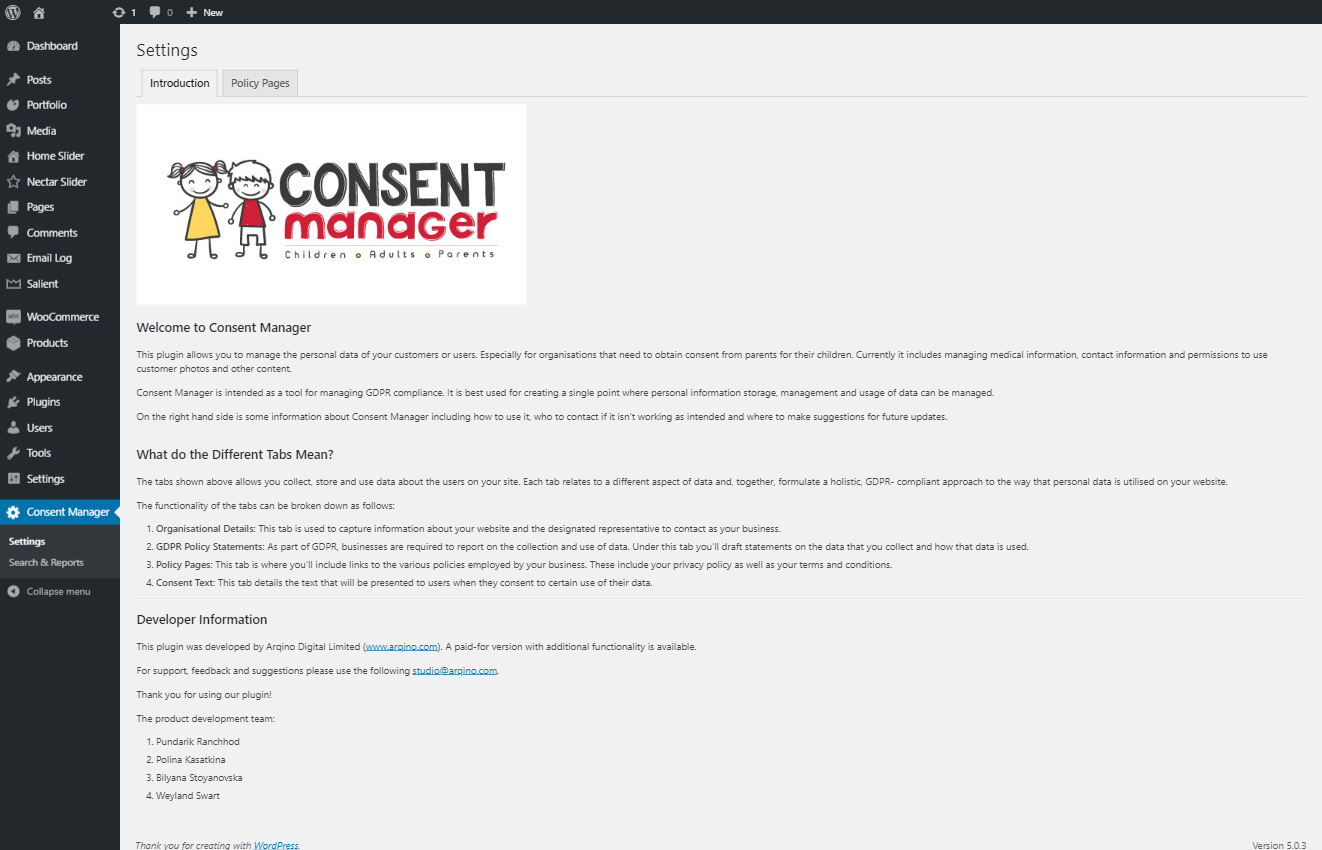 1 0 New
Dashboard
Posts
Portfolio
Media
Home Slider
Nectar Slider
Pages
Comments
Email Log
Salient
WooCommerce
Products
Appearance
Plugins
Users
Tools
Settings
Consent Manager
Settings
Search & Reports
Collapse menu
Settings
Introduction Policy Pages
CONSENT
manager
Children o Adults o Parents
Welcome to Consent Manager
This plugin allows you to manage the personal data of your customers or users. Especially for organisations that need to obtain consent from parents for their children. Currently it includes managing medical information, contact information and permissions to use
customer photos and other content.
Consent Manager is intended as a tool for managing GDPR compliance. It is best used for creating a single point where personal information storage, management and usage of data can be managed.
On the right hand side is some information about Consent Manager including how to use it, who to contact if it isn't working as intended and where to make suggestions for future updates.
What do the Different Tabs Mean?
The tabs shown above allows you collect, store and use data about the users on your site. Each tab relates to a different aspect of data and, together, formulate a holistic, GDPR- compliant approach to the way that personal data is utilised on your website.
The functionality of the tabs can be broken down as follows:
1. Organisational Details: This tab is used to capture information about your website and the designated representative to contact as your business.
2. GDPR Policy Statements: As part of GDPR, businesses are required to report on the collection and use of data. Under this tab you'll draft statements on the data that you collect and how that data is used.
3. Policy Pages: This tab is where you'll include links to the various policies employed by your business. These include your privacy policy as well as your terms and conditions.
4. Consent Text: This tab details the text that will be presented to users when they consent to certain use of their data.
Developer Information
This plugin was developed by Arqino Digital Limited (www.arqino.com). A paid-for version with additional functionality is available.
For support, feedback and suggestions please use the following studio@arqino.com.
Thank you for using our plugin!
The product development team:
1. Pundarik Ranchhod
2. Polina Kasatkina
3. Bilyana Stoyanovska
4. Weyland Swart
Thank you for creating with WordPress.
Version 5.0.3